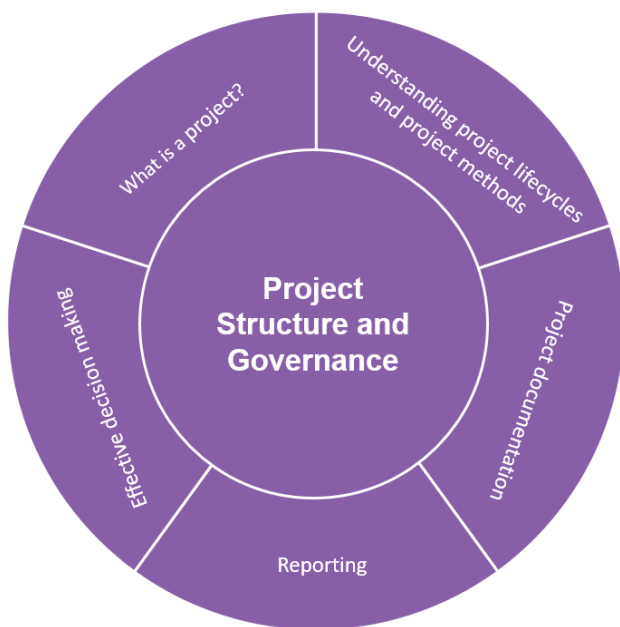 Project
Structure and
Governance
What is a project?
Understanding project lifecycles
and project methods
Project documentation
Reporting
Effective decision making